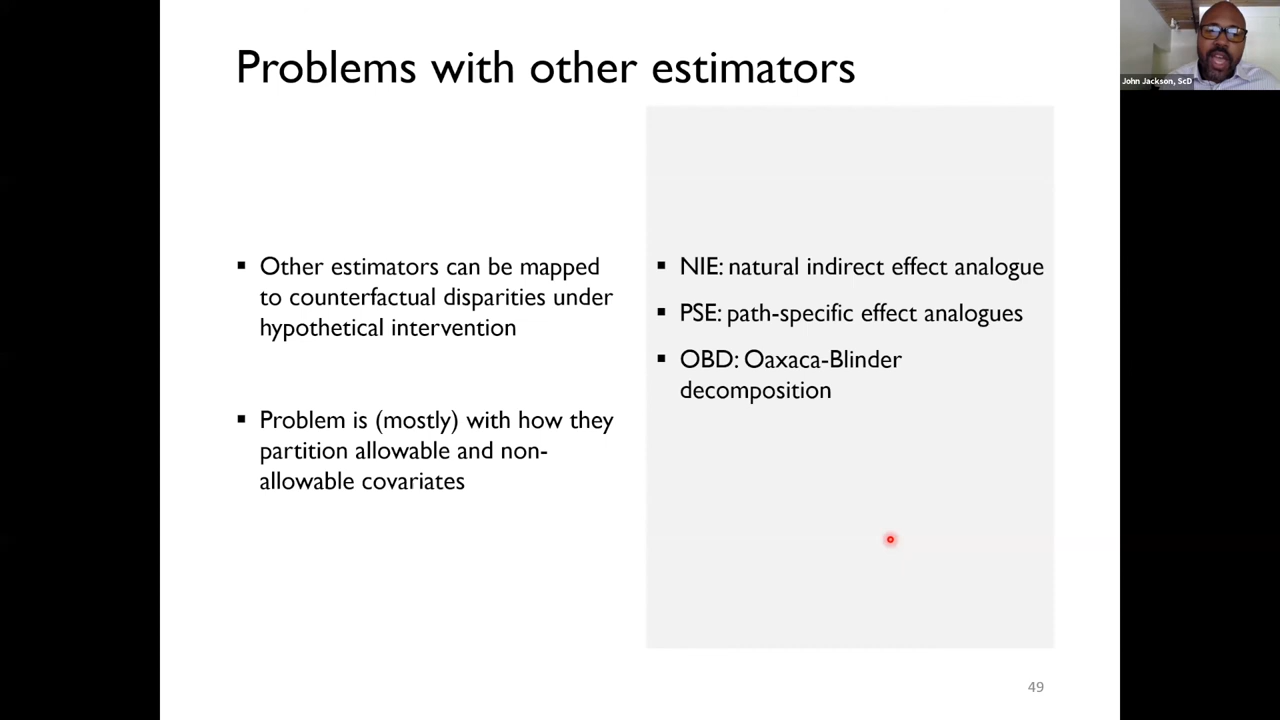 Problems with other estimators
John Jackson, ScD
▪ Other estimators can be mapped
to counterfactual disparities under
hypothetical intervention
▪ Problem is (mostly) with how they
partition allowable and non-
allowable covariates
▪ NIE: natural indirect effect analogue
▪ PSE: path-specific effect analogues
▪ OBD: Oaxaca-Blinder
decomposition
49